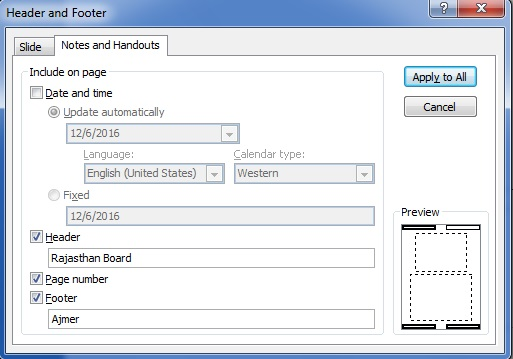 Header and Footer
Slide
Notes and Handouts
Include on page
Date and time
Update automatically
12/6/2016
Language:
Calendar type:
English (United States)
Western
Fixed
12/6/2016
Header
Rajasthan Board
Page number
Footer
Ajmer
Apply to All
Cancel
Preview